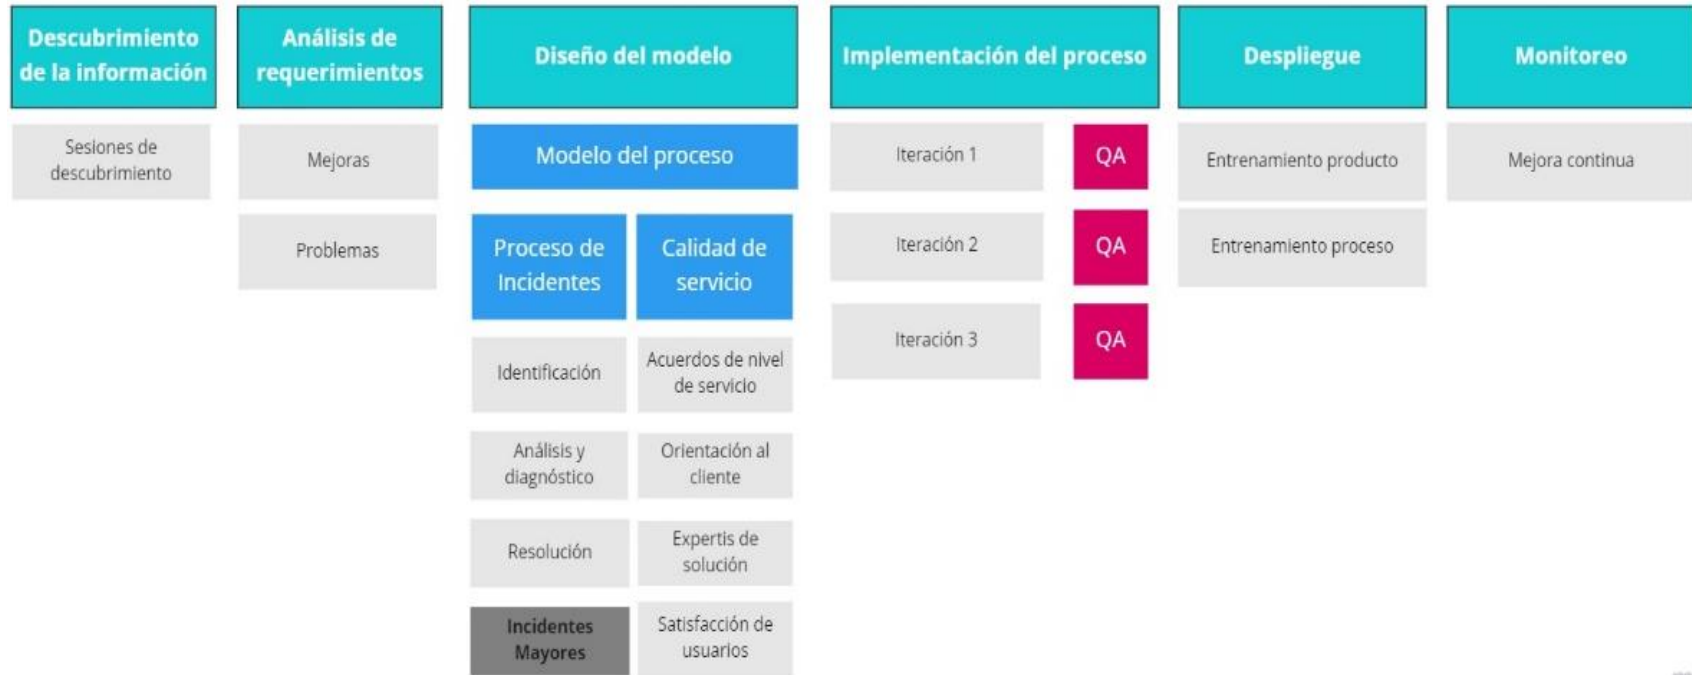 Descubrimiento
de la información
Análisis de
requerimientos
Diseño del modelo
Implementación del proceso
Despliegue
Monitoreo
Sesiones de
descubrimiento
Mejoras
Problemas
Modelo del proceso
Proceso de
Incidentes
Calidad de
servicio
Identificación
Acuerdos de nivel
de servicio
Análisis y
diagnóstico
Orientación al
cliente
Resolución
Expertis de
solución
Incidentes
Mayores
Satisfacción de
usuarios
Iteración 1
QA
Iteración 2
QA
Iteración 3
QA
Entrenamiento producto
Entrenamiento proceso
Mejora continua